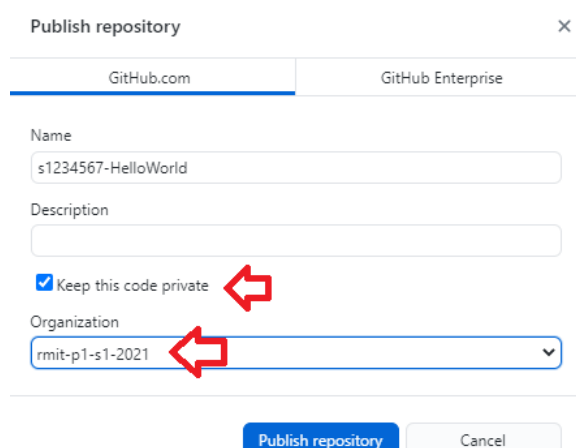 Publish repository
GitHub.com
GitHub Enterprise
Name
s1234567-HelloWorld
Description
Keep this code private
Organization
rmit-p1-s1-2021
Publish repository
Cancel